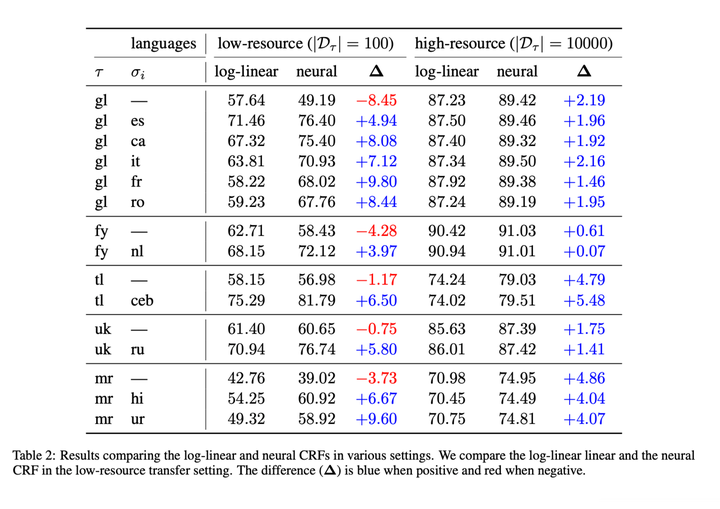 languages low-resource (|𝒟τ| = 100) high-resource (|𝒟τ| = 10000)
τ σi log-linear neural Δ log-linear neural Δ
gl — 57.64 49.19 −8.45 87.23 89.42 +2.19
gl es 71.46 76.40 +4.94 87.50 89.46 +1.96
gl ca 67.32 75.40 +8.08 87.40 89.32 +1.92
gl it 63.81 70.93 +7.12 87.34 89.50 +2.16
gl fr 58.22 68.02 +9.80 87.92 89.38 +1.46
gl ro 59.23 67.76 +8.44 87.24 89.19 +1.95
fy — 62.71 58.43 −4.28 90.42 91.03 +0.61
fy nl 68.15 72.12 +3.97 90.94 91.01 +0.07
tl — 58.15 56.98 −1.17 74.24 79.03 +4.79
tl ceb 75.29 81.79 +6.50 74.02 79.51 +5.48
uk — 61.40 60.65 −0.75 85.63 87.39 +1.75
uk ru 70.94 76.74 +5.80 86.01 87.42 +1.41
mr — 42.76 39.02 −3.73 70.98 74.95 +4.86
mr hi 54.25 60.92 +6.67 70.45 74.49 +4.04
mr ur 49.32 58.92 +9.60 70.75 74.81 +4.07
Table 2: Results comparing the log-linear and neural CRFs in various settings. We compare the log-linear linear and the neural
CRF in the low-resource transfer setting. The difference (Δ) is blue when positive and red when negative.